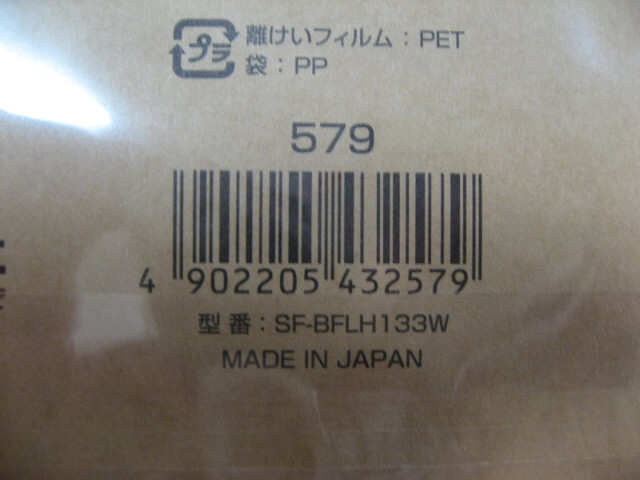 プラ
離けいフィルム：PET
袋：PP
579
4 902205 432579
型番：SF-BFLH133W
MADE IN JAPAN